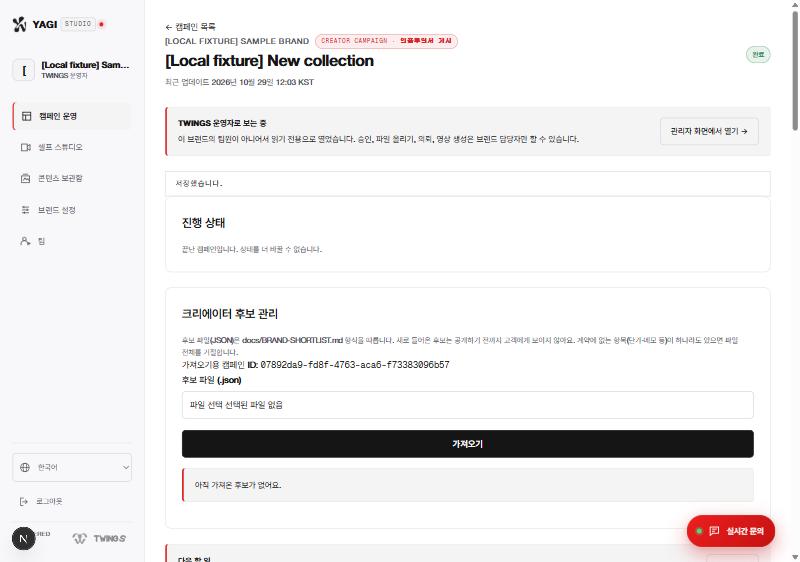 YAGI STUDIO
[ [Local fixture] Sam...
TWINGS 운영자
캠페인 운영
셀프 스튜디오
콘텐츠 보관함
브랜드 설정
팀
한국어
로그아웃
N RED TWINGS
← 캠페인 목록
[LOCAL FIXTURE] SAMPLE BRAND CREATOR CAMPAIGN ·
[Local fixture] New collection
최근 업데이트 2026년 10월 29일 12:03 KST
완료
TWINGS 운영자로 보는 중
이 브랜드의 팀원이 아니어서 읽기 전용으로 열었습니다. 승인, 파일 올리기, 의뢰, 영상 생성은 브랜드 담당자만 할 수 있습니다.
관리자 화면에서 열기 →
저장했습니다.
진행 상태
끝난 캠페인입니다. 상태를 더 바꿀 수 없습니다.
크리에이터 후보 관리
후보 파일(JSON)은 docs/BRAND-SHORTLIST.md 형식을 따릅니다. 새로 들어온 후보는 공개하기 전까지 고객에게 보이지 않아요. 계약에 없는 항목(단가·메모 등)이 하나라도 있으면 파일
전체를 거절합니다.
가져오기용 캠페인 ID: 07892da9-fd8f-4763-aca6-f73383096b57
후보 파일 (.json)
파일 선택 선택된 파일 없음
가져오기
아직 가져온 후보가 없어요.
실시간 문의
다음 할 일